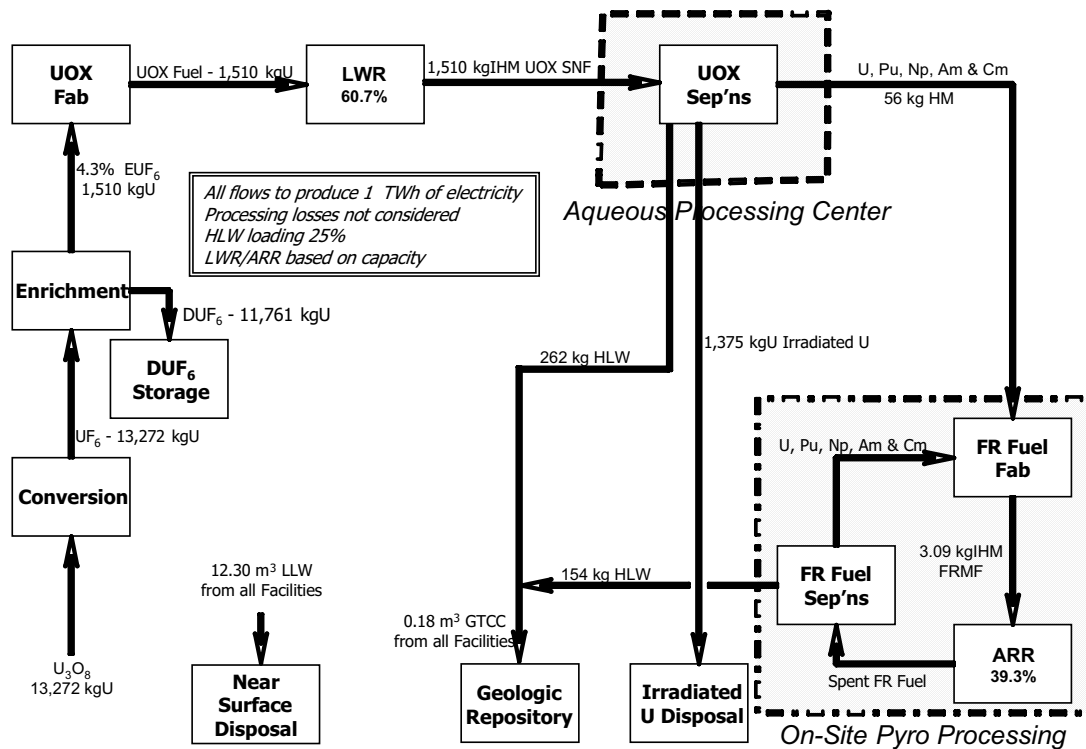 UOX
Fab
UOX Fuel - 1,510 kgU
LWR
60.7%
1,510 kgIHM UOX SNF
UOX
Sep'ns
U, Pu, Np, Am & Cm
56 kg HM
4.3% EUF₆
1,510 kgU
All flows to produce 1 TWh of electricity
Processing losses not considered
HLW loading 25%
LWR/ARR based on capacity
Aqueous Processing Center
Enrichment
DUF₆ - 11,761 kgU
DUF₆
Storage
1,375 kgU Irradiated U
262 kg HLW
UF₆ - 13,272 kgU
Conversion
U, Pu, Np, Am & Cm
FR Fuel
Fab
3.09 kgIHM
FRMF
FR Fuel
Sep'ns
154 kg HLW
12.30 m³ LLW
from all Facilities
0.18 m³ GTCC
from all Facilities
U₃O₈
13,272 kgU
Near
Surface
Disposal
Geologic
Repository
Irradiated
U Disposal
Spent FR Fuel
ARR
39.3%
On-Site Pyro Processing